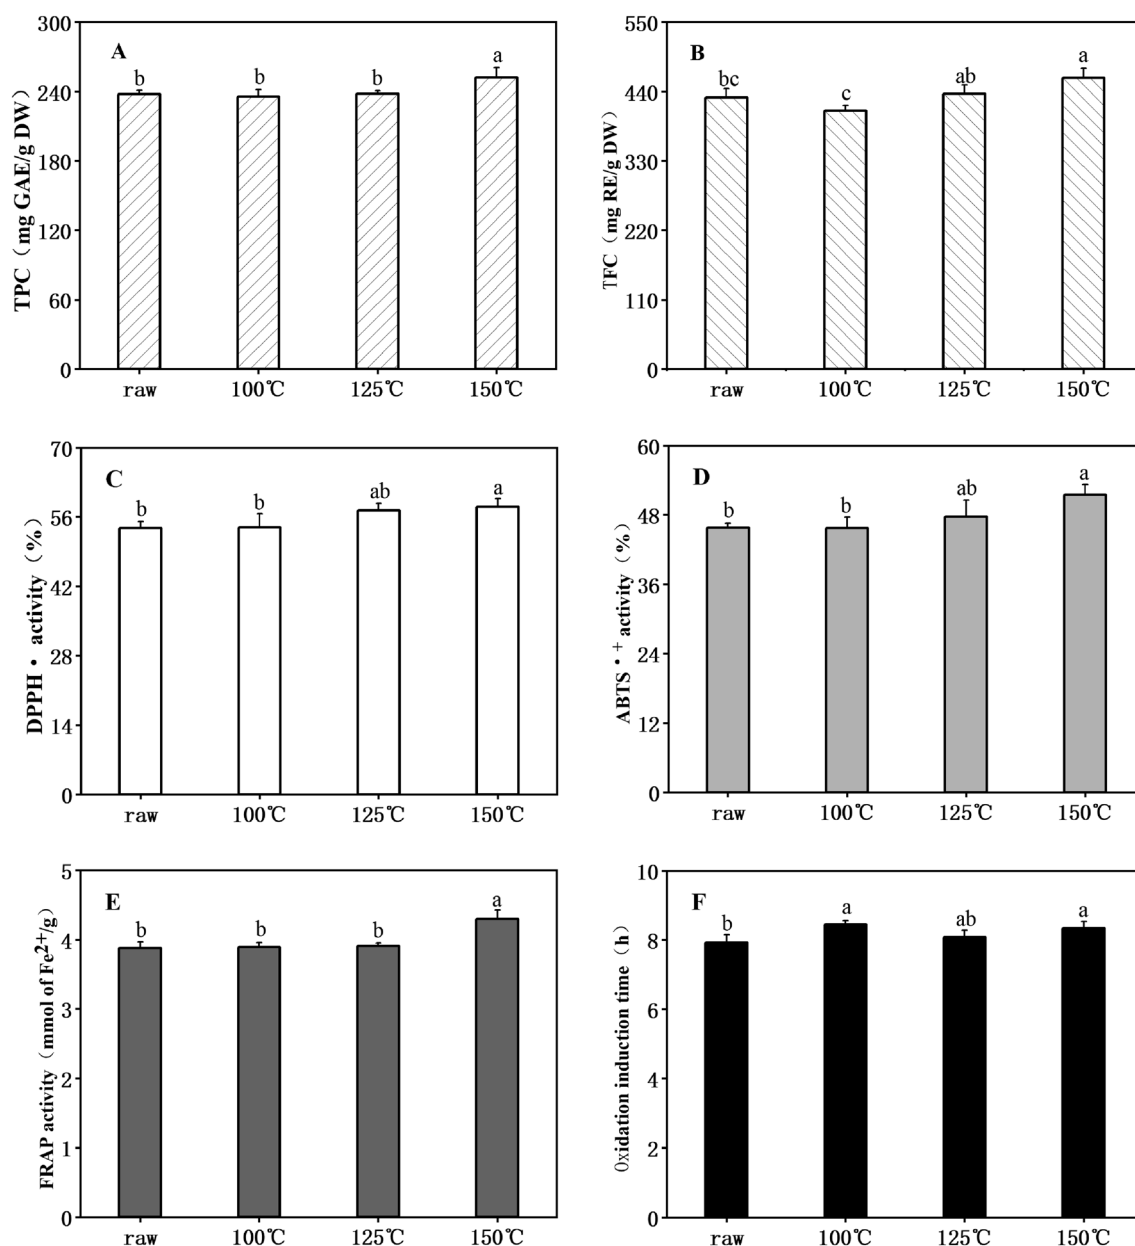 A
TPC（mg GAE/g DW）
300
240
180
120
60
0
b
b
b
a
raw
100℃
125℃
150℃
B
TFC（mg RE/g DW）
550
440
330
220
110
0
bc
c
ab
a
raw
100℃
125℃
150℃
C
DPPH • activity（%）
70
56
42
28
14
0
b
b
ab
a
raw
100℃
125℃
150℃
D
ABTS•+ activity（%）
60
48
36
24
12
0
b
b
ab
a
raw
100℃
125℃
150℃
E
FRAP activity（mmol of Fe2+/g）
5
4
3
2
1
0
b
b
b
a
raw
100℃
125℃
150℃
F
Oxidation induction time（h）
10
8
6
4
2
0
b
a
ab
a
raw
100℃
125℃
150℃